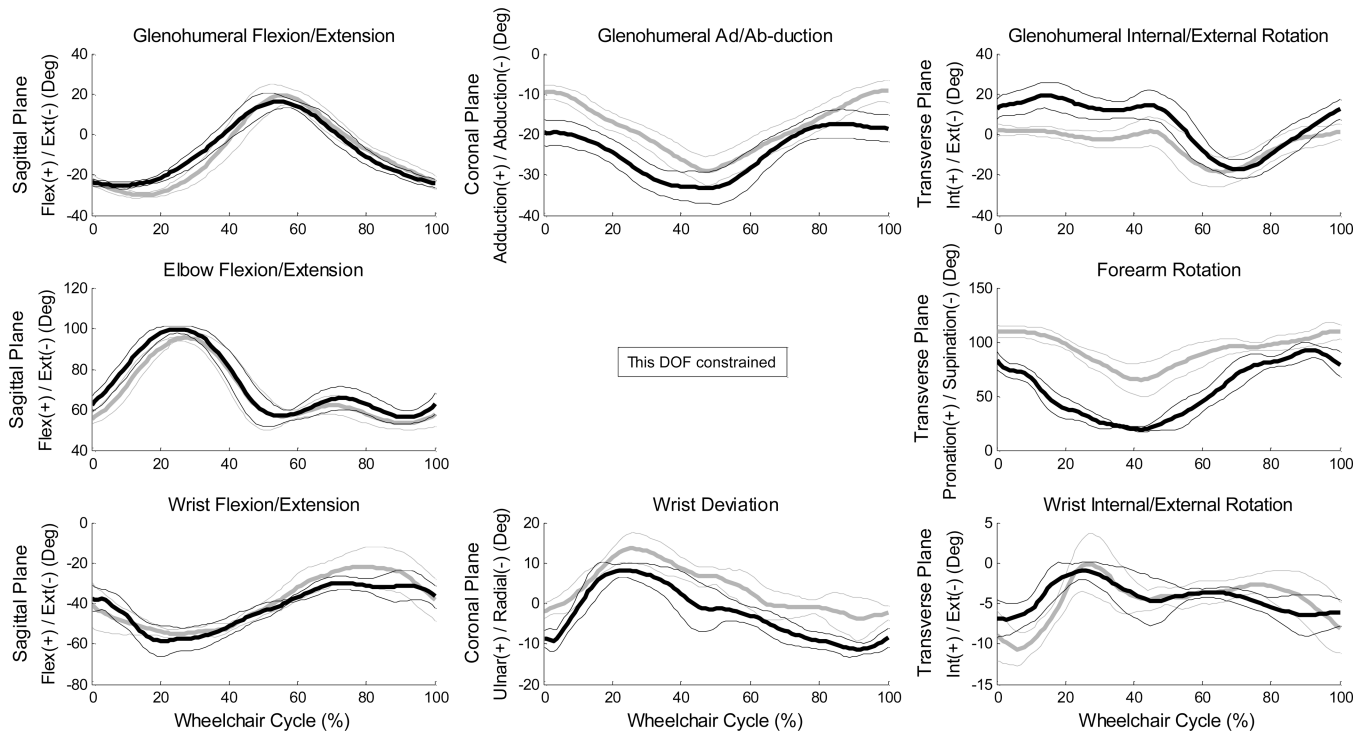 Glenohumeral Flexion/Extension
Sagittal Plane
Flex(+) / Ext(-) (Deg)
40
20
0
-20
-40
0 20 40 60 80 100
Glenohumeral Ad/Ab-duction
Coronal Plane
Adduction(+) / Abduction(-) (Deg)
0
-10
-20
-30
-40
0 20 40 60 80 100
Glenohumeral Internal/External Rotation
Transverse Plane
Int(+) / Ext(-) (Deg)
40
20
0
-20
40
0 20 40 60 80 100
Elbow Flexion/Extension
Sagittal Plane
Flex(+) / Ext(-) (Deg)
120
100
80
60
40
0 20 40 60 80 100
This DOF constrained
Forearm Rotation
Transverse Plane
Pronation(+) / Supination(-) (Deg)
150
100
50
0
0 20 40 60 80 100
Wrist Flexion/Extension
Sagittal Plane
Flex(+) / Ext(-) (Deg)
0
-20
-40
-60
-80
0 20 40 60 80 100
Wheelchair Cycle (%)
Wrist Deviation
Coronal Plane
Ulnar(+) / Radial(-) (Deg)
20
10
0
-10
-20
0 20 40 60 80 100
Wheelchair Cycle (%)
Wrist Internal/External Rotation
Transverse Plane
Int(+) / Ext(-) (Deg)
5
0
-5
-10
-15
0 20 40 60 80 100
Wheelchair Cycle (%)